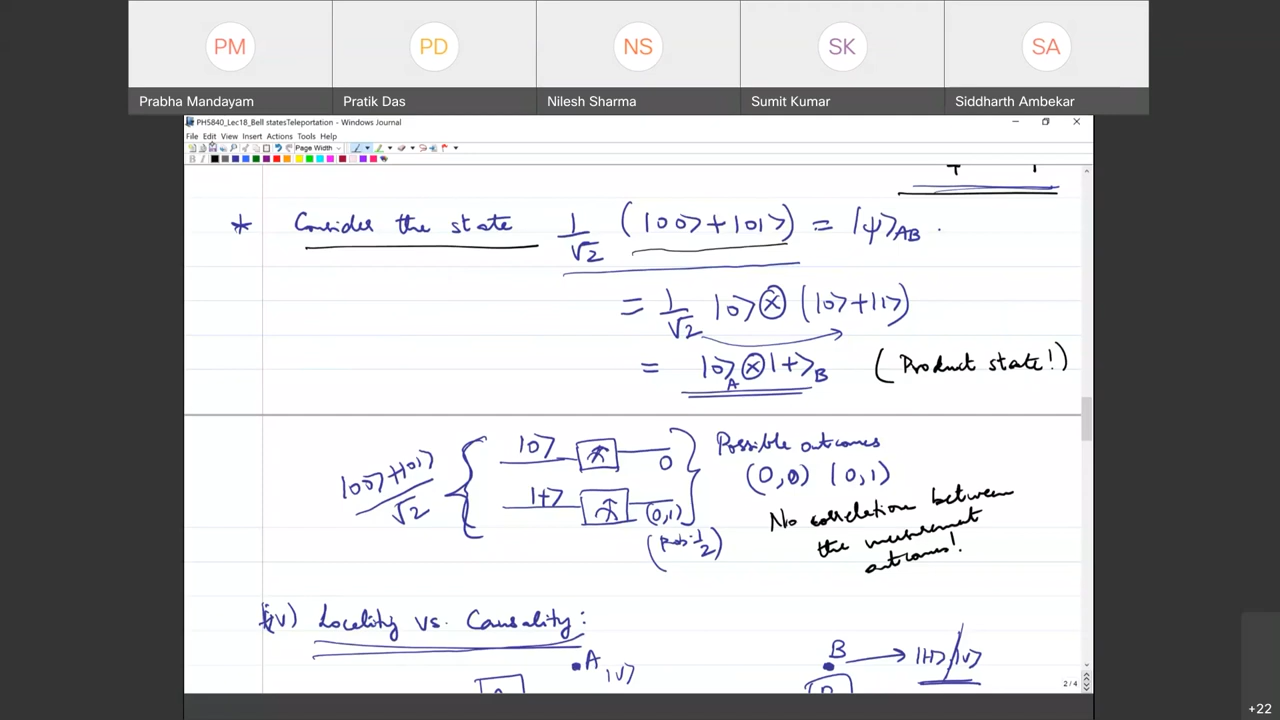 PM PD NS SK SA
Prabha Mandayam Pratik Das Nilesh Sharma Sumit Kumar Siddharth Ambekar
PH5840_Lec18_Bell statesTeleportation - Windows Journal
File Edit View Insert Actions Tools Help
Page Width
B I
* Consider the state 1/√2 (|00> + |01>) = |ψ>AB .
= 1/√2 |0> ⊗ (|0> + |1>)
= |0>A ⊗ |+>B (Product state!)
|00>+|01> / √2 { |0> 0 } Possible outcomes
|+> (0,1) (0,0) (0,1)
(prob. 1/2) No correlation between
the measurement
outcomes!
(iv) Locality vs. Causality:
A |V> B → |H>/|V>
2 / 4
+22